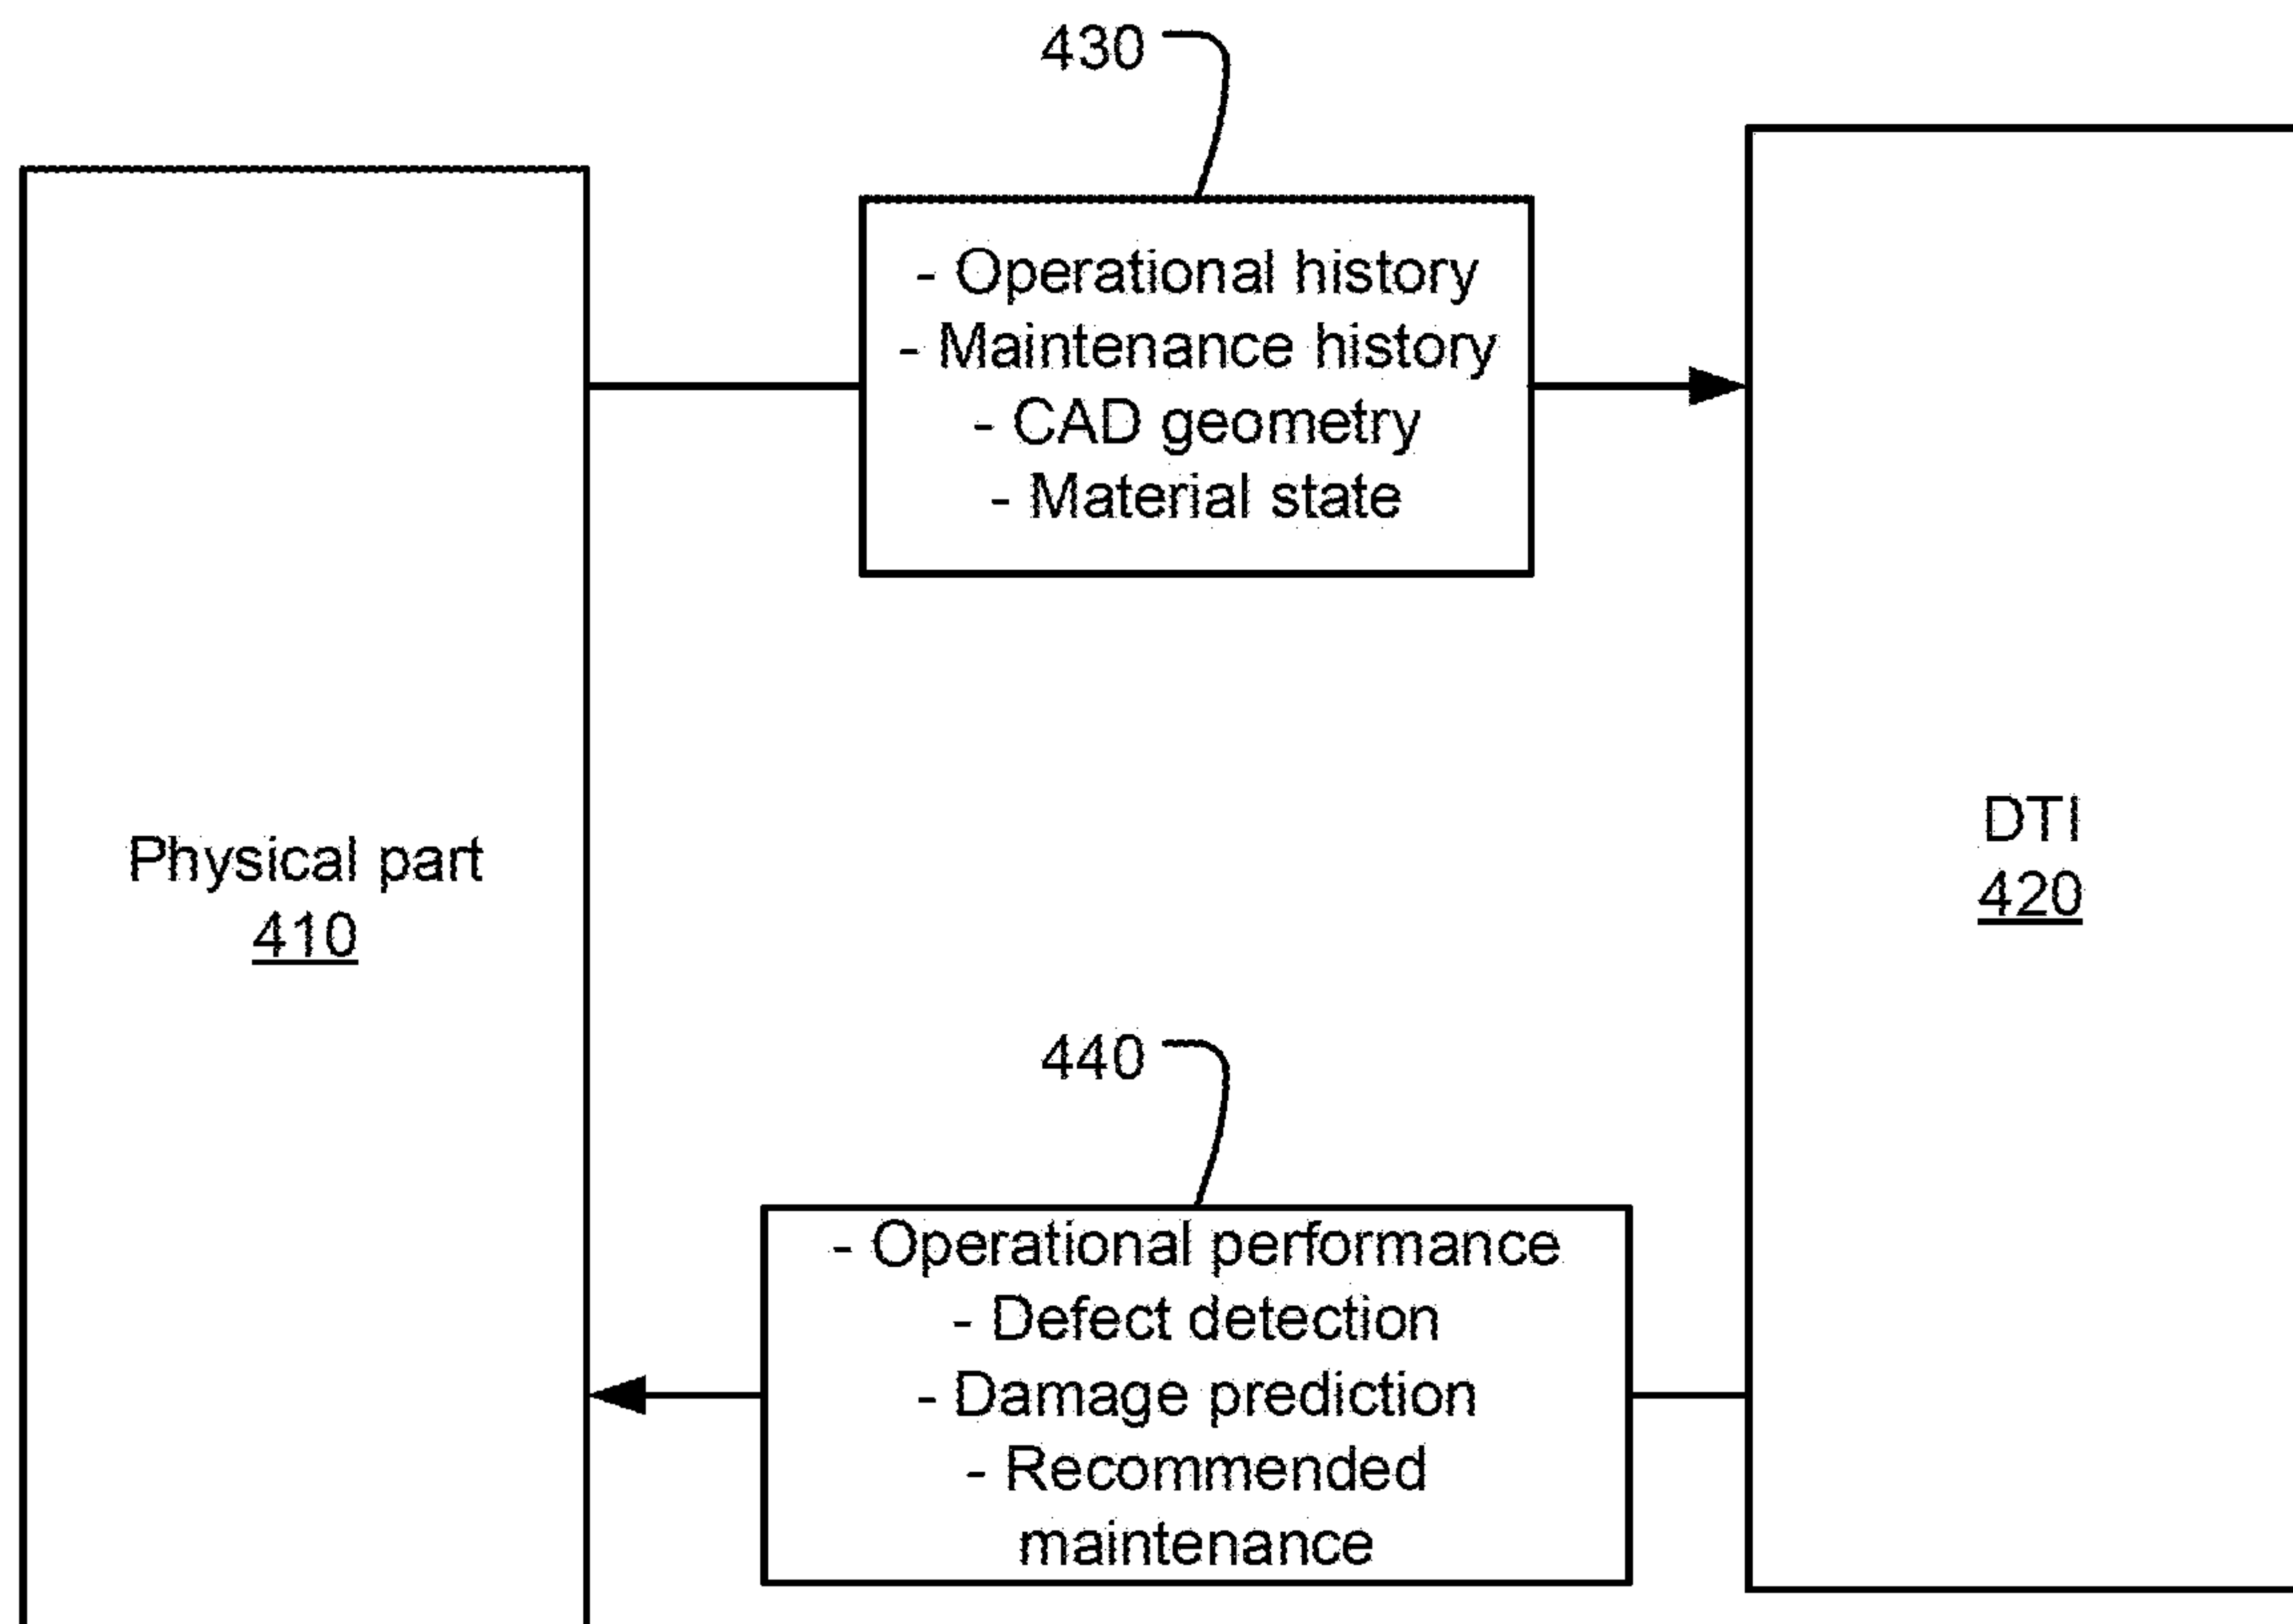 430
- Operational history
- Maintenance history
- CAD geometry
- Material state
Physical part
410
DTI
420
440
- Operational performance
- Defect detection
- Damage prediction
- Recommended
maintenance